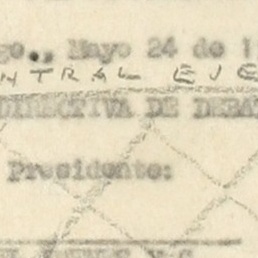 go., Mayo 24 de 1
NTRAL EJE
DIRECTIVA DE DEBA
Presidente: